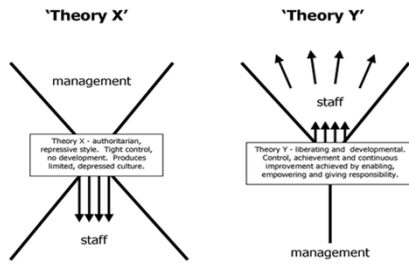 'Theory X'
management
Theory X - authoritarian,
repressive style. Tight control,
no development. Produces
limited, depressed culture.
staff
'Theory Y'
staff
Theory Y - liberating and developmental.
Control, achievement and continuous
improvement achieved by enabling,
empowering and giving responsibility.
management